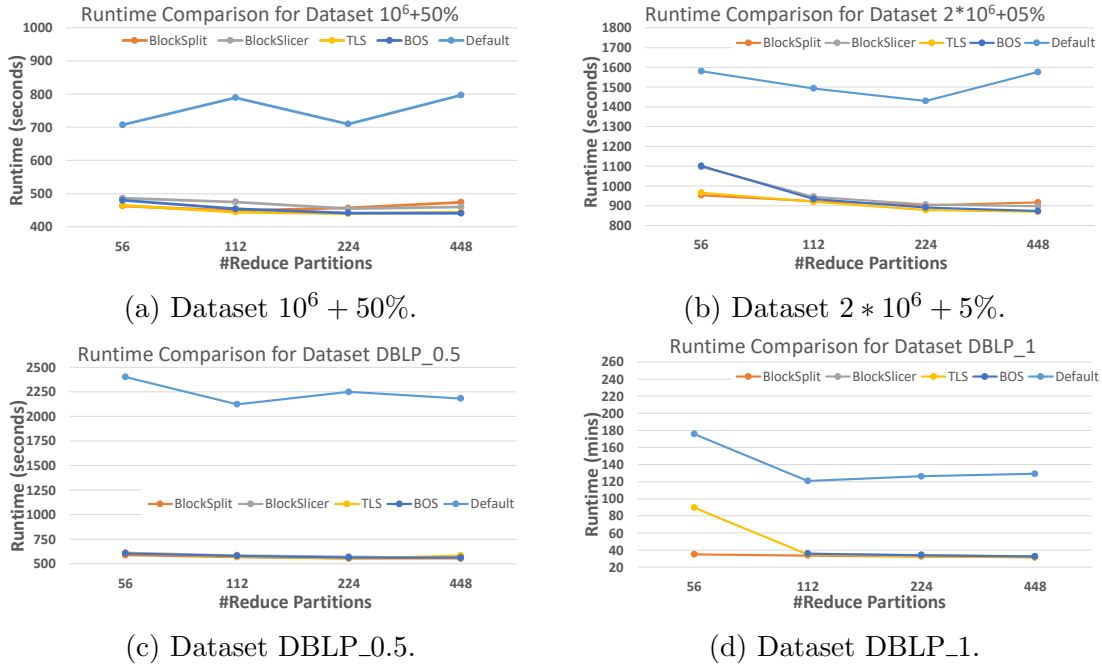 Runtime Comparison for Dataset 10⁶+50%
BlockSplit BlockSlicer TLS BOS Default
Runtime (seconds)
1000
900
800
700
600
500
400
56 112 224 448
#Reduce Partitions
(a) Dataset 10⁶ + 50%.
Runtime Comparison for Dataset 2*10⁶+05%
BlockSplit BlockSlicer TLS BOS Default
Runtime (seconds)
1800
1700
1600
1500
1400
1300
1200
1100
1000
900
800
56 112 224 448
#Reduce Partitions
(b) Dataset 2 * 10⁶ + 5%.
Runtime Comparison for Dataset DBLP_0.5
Runtime (seconds)
2500
2250
2000
1750
1500
1250
1000
750
500
BlockSplit BlockSlicer TLS BOS Default
56 112 224 448
#Reduce Partitions
(c) Dataset DBLP_0.5.
Runtime Comparison for Dataset DBLP_1
BlockSplit BlockSlicer TLS BOS Default
Runtime (mins)
260
240
220
200
180
160
140
120
100
80
60
40
20
56 112 224 448
#Reduce Partitions
(d) Dataset DBLP_1.